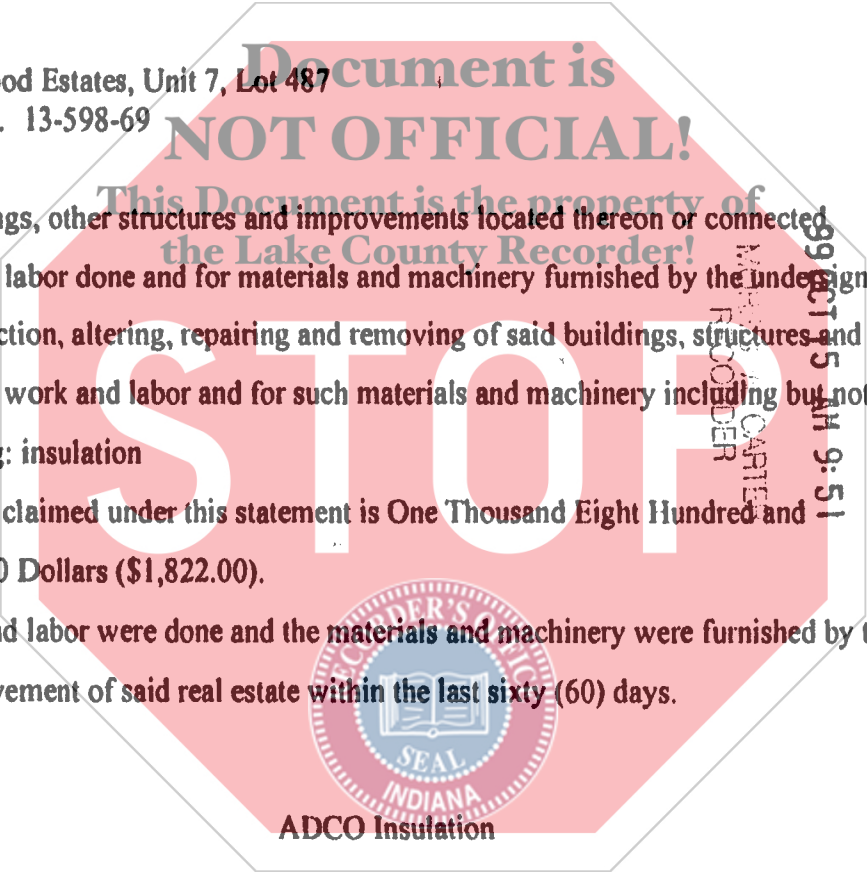 Document is
NOT OFFICIAL!
This Document is the property of
the Lake County Recorder!
STOP
od Estates, Unit 7, Lot 487
. 13-598-69
ngs, other structures and improvements located thereon or connected
labor done and for materials and machinery furnished by the undersign
ction, altering, repairing and removing of said buildings, structures and
work and labor and for such materials and machinery including but not
g: insulation
claimed under this statement is One Thousand Eight Hundred and
0 Dollars ($1,822.00).
nd labor were done and the materials and machinery were furnished by t
vement of said real estate within the last sixty (60) days.
ADCO Insulation
99 OCT 15 AM 9:51
CARTER
RECORDER
RECORDER'S OFFICE
SEAL
INDIANA